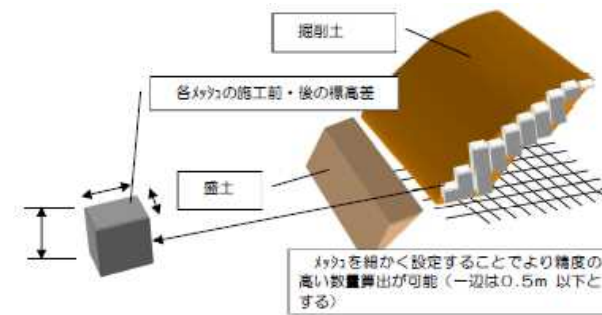 掘削土
各ﾒｯｼｭの施工前・後の標高差
盛土
ﾒｯｼｭを細かく設定することでより精度の
高い数量算出が可能（一辺は０.５m 以下と
する）